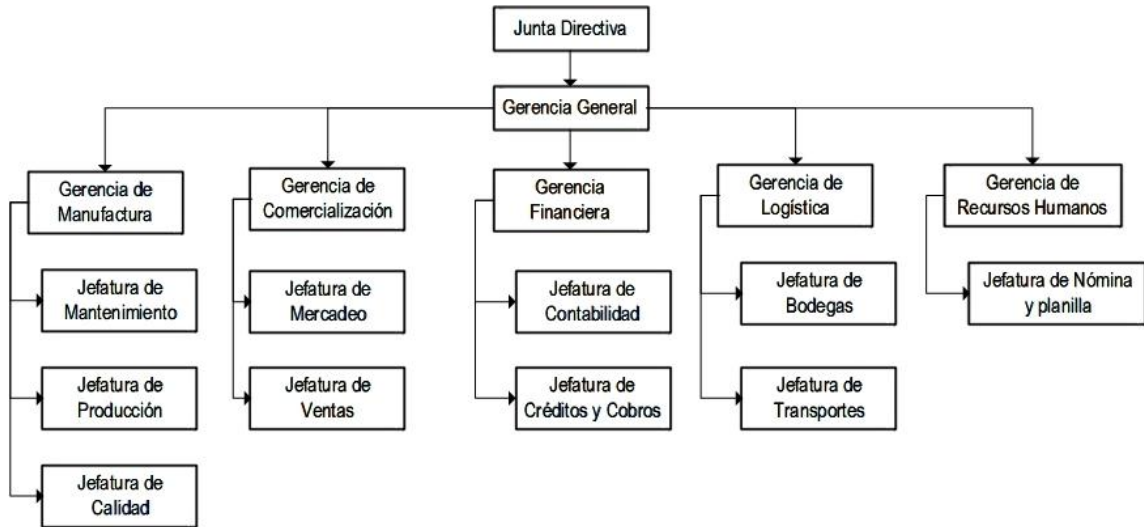 Junta Directiva
Gerencia General
Gerencia de
Manufactura
Gerencia de
Comercialización
Gerencia
Financiera
Gerencia de
Logística
Gerencia de
Recursos Humanos
Jefatura de
Mantenimiento
Jefatura de
Mercadeo
Jefatura de
Contabilidad
Jefatura de
Bodegas
Jefatura de Nómina
y planilla
Jefatura de
Producción
Jefatura de
Ventas
Jefatura de
Créditos y Cobros
Jefatura de
Transportes
Jefatura de
Calidad